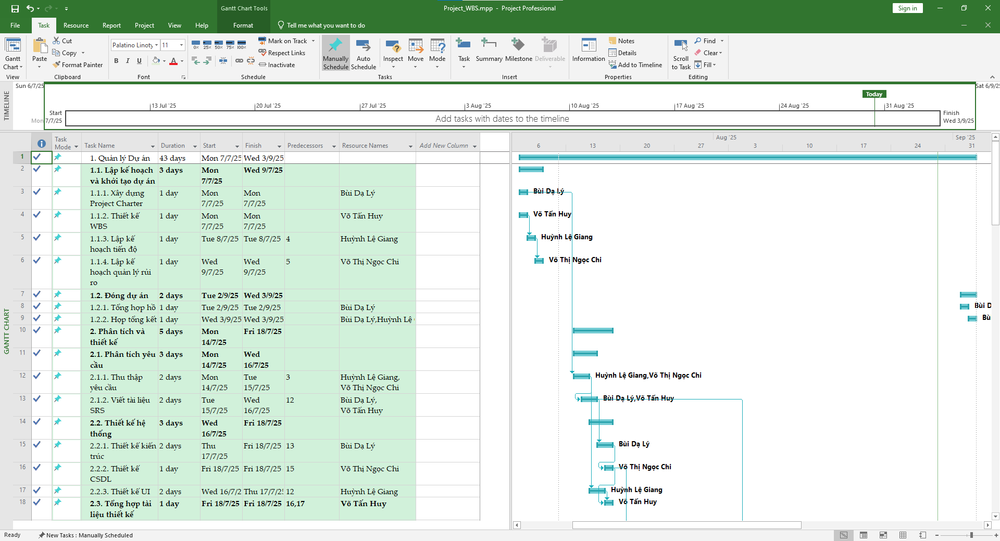 Gantt Chart Tools
Project_WBS.mpp - Project Professional
Sign in
File
Task
Resource
Report
Project
View
Help
Format
Tell me what you want to do
Gantt Chart
View
Paste
Cut
Copy
Format Painter
Clipboard
Palatino Linoty
11
B I U
A
Font
0% 25% 50% 75% 100%
Mark on Track
Respect Links
Inactivate
Schedule
Manually Schedule
Auto Schedule
Inspect
Move
Mode
Tasks
Task
Summary
Milestone
Deliverable
Insert
Information
Notes
Details
Add to Timeline
Properties
Scroll to Task
Find
Clear
Fill
Editing
TIMELINE
Sun 6/7/25
Sat 6/9/25
Today
13 Jul '25
20 Jul '25
27 Jul '25
3 Aug '25
10 Aug '25
17 Aug '25
24 Aug '25
31 Aug '25
Start
Mon 7/7/25
Add tasks with dates to the timeline
Finish
Wed 3/9/25
GANTT CHART
Task Mode
Task Name
Duration
Start
Finish
Predecessors
Resource Names
Add New Column
Aug '25
Sep '25
6 13 20 27 3 10 17 24 31
1 1. Quản lý Dự án 43 days Mon 7/7/25 Wed 3/9/25
2 1.1. Lập kế hoạch 3 days Mon Wed 9/7/25
và khởi tạo dự án 7/7/25
3 1.1.1. Xây dựng 1 day Mon Mon Bùi Dạ Lý
Project Charter 7/7/25 7/7/25
4 1.1.2. Thiết kế 1 day Mon Mon Võ Tấn Huy
WBS 7/7/25 7/7/25
5 1.1.3. Lập kế 1 day Tue 8/7/25 Tue 8/7/25 4 Huỳnh Lệ Giang
hoạch tiến độ
6 1.1.4. Lập kế 1 day Wed Wed 5 Võ Thị Ngọc Chi
hoạch quản lý rủi 9/7/25 9/7/25
ro
7 1.2. Đóng dự án 2 days Tue 2/9/25 Wed 3/9/25
8 1.2.1. Tổng hợp hồ 1 day Tue 2/9/25 Tue 2/9/25 Bùi Dạ Lý
9 1.2.2. Họp tổng kết 1 day Wed 3/9/25 Wed 3/9/25 Bùi Dạ Lý,Huỳnh Lệ
10 2. Phân tích và 5 days Mon Fri 18/7/25
thiết kế 14/7/25
11 2.1. Phân tích yêu 3 days Mon Wed
cầu 14/7/25 16/7/25
12 2.1.1. Thu thập 2 days Mon Tue 3 Huỳnh Lệ Giang,
yêu cầu 14/7/25 15/7/25 Võ Thị Ngọc Chi
13 2.1.2. Viết tài liệu 2 days Tue Wed 12 Bùi Dạ Lý,
SRS 15/7/25 16/7/25 Võ Tấn Huy
14 2.2. Thiết kế hệ 3 days Wed Fri 18/7/25
thống 16/7/25
15 2.2.1. Thiết kế kiến 2 days Thu Fri 18/7/25 13 Bùi Dạ Lý
trúc 17/7/25
16 2.2.2. Thiết kế 1 day Fri 18/7/25 Fri 18/7/25 15 Võ Thị Ngọc Chi
CSDL
17 2.2.3. Thiết kế UI 2 days Wed 16/7/2 Thu 17/7/2 12 Huỳnh Lệ Giang
18 2.3. Tổng hợp tài 1 day Fri 18/7/25 Fri 18/7/25 16,17 Võ Tấn Huy
liệu thiết kế
Bùi Dạ Lý
Võ Tấn Huy
Huỳnh Lệ Giang
Võ Thị Ngọc Chi
Bùi D
Bù
Huỳnh Lệ Giang,Võ Thị Ngọc Chi
Bùi Dạ Lý,Võ Tấn Huy
Bùi Dạ Lý
Võ Thị Ngọc Chi
Huỳnh Lệ Giang
Võ Tấn Huy
Ready
New Tasks : Manually Scheduled